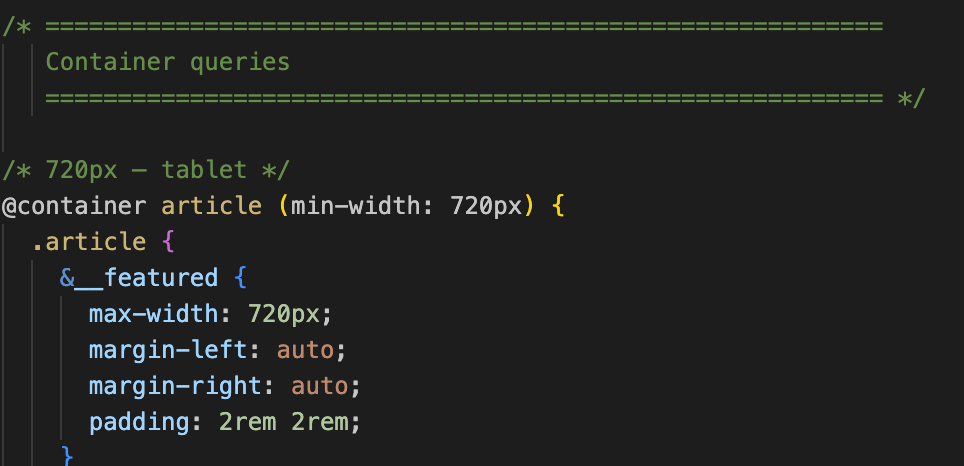 /* ==========================================================
Container queries
========================================================== */
/* 720px – tablet */
@container article (min-width: 720px) {
.article {
&__featured {
max-width: 720px;
margin-left: auto;
margin-right: auto;
padding: 2rem 2rem;
}